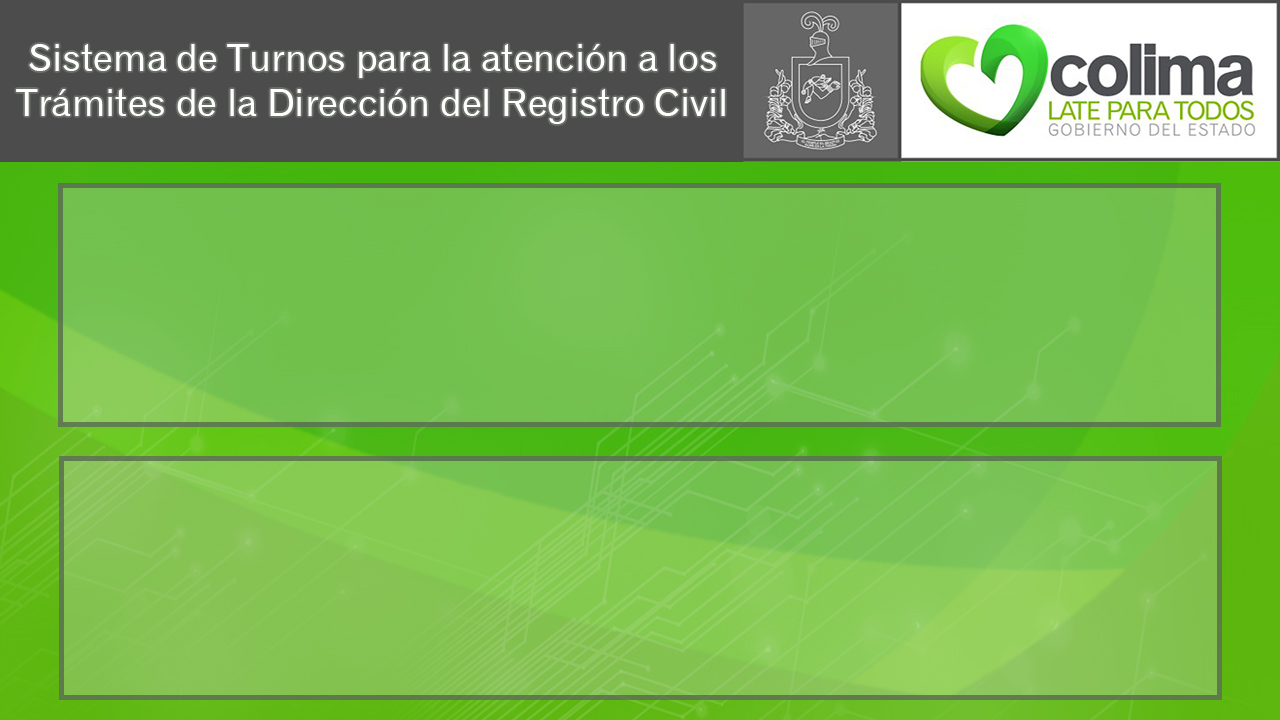 Sistema de Turnos para la atención a los
Trámites de la Dirección del Registro Civil
colima
LATE PARA TODOS
GOBIERNO DEL ESTADO